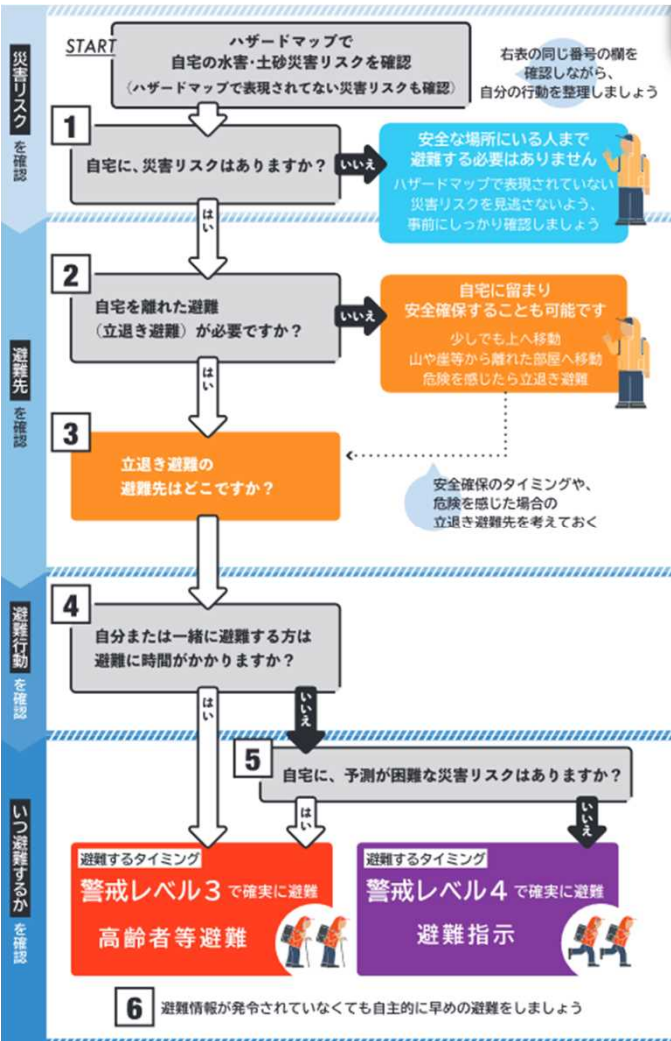 START
ハザードマップで
自宅の水害・土砂災害リスクを確認
（ハザードマップで表現されてない災害リスクも確認）
右表の同じ番号の欄を
確認しながら、
自分の行動を整理しましょう
災害リスク を確認
1
自宅に、災害リスクはありますか？
いいえ
安全な場所にいる人まで
避難する必要はありません
ハザードマップで表現されていない
災害リスクを見逃さないよう、
事前にしっかり確認しましょう
はい
避難先 を確認
2
自宅を離れた避難
（立退き避難）が必要ですか？
いいえ
自宅に留まり
安全確保することも可能です
少しでも上へ移動
山や崖等から離れた部屋へ移動
危険を感じたら立退き避難
はい
3
立退き避難の
避難先はどこですか？
安全確保のタイミングや、
危険を感じた場合の
立退き避難先を考えておく
避難行動 を確認
4
自分または一緒に避難する方は
避難に時間がかかりますか？
はい
いいえ
いつ避難するか を確認
5
自宅に、予測が困難な災害リスクはありますか？
はい
いいえ
避難するタイミング
警戒レベル3で確実に避難
高齢者等避難
避難するタイミング
警戒レベル4で確実に避難
避難指示
6
避難情報が発令されていなくても自主的に早めの避難をしましょう